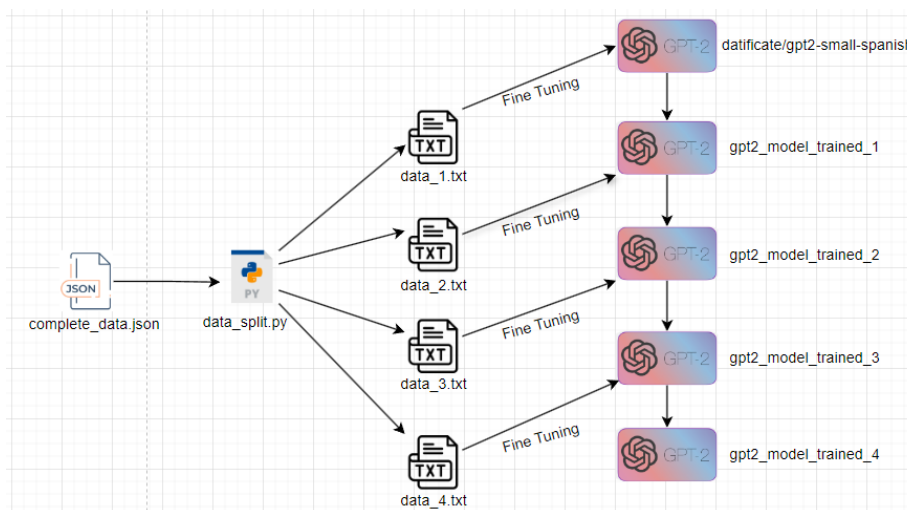 GPT-2
datificate/gpt2-small-spanish
Fine Tuning
TXT
data_1.txt
GPT-2
gpt2_model_trained_1
Fine Tuning
TXT
data_2.txt
GPT-2
gpt2_model_trained_2
JSON
complete_data.json
PY
data_split.py
Fine Tuning
TXT
data_3.txt
GPT-2
gpt2_model_trained_3
Fine Tuning
TXT
data_4.txt
GPT-2
gpt2_model_trained_4